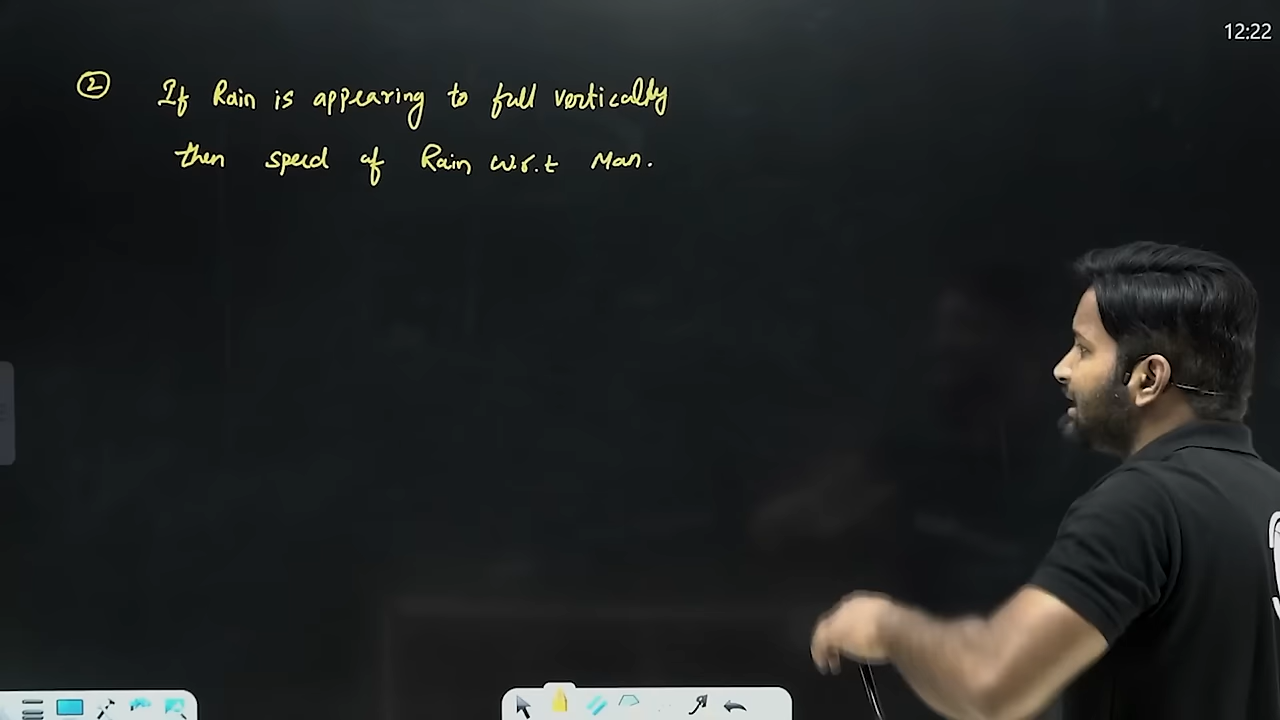 12:22
② If Rain is appearing to fall vertically
then speed of Rain w.r.t Man.